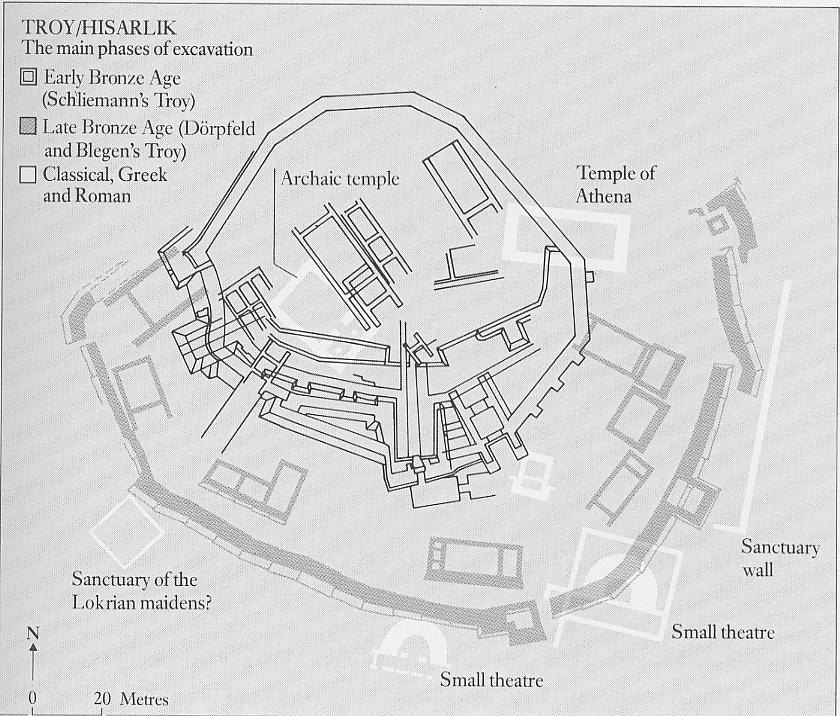 TROY/HISARLIK
The main phases of excavation
Early Bronze Age
(Schliemann's Troy)
Late Bronze Age (Dörpfeld
and Blegen's Troy)
Classical, Greek
and Roman
Archaic temple
Temple of
Athena
Sanctuary
wall
Sanctuary of the
Lokrian maidens?
Small theatre
Small theatre
N
0 20 Metres